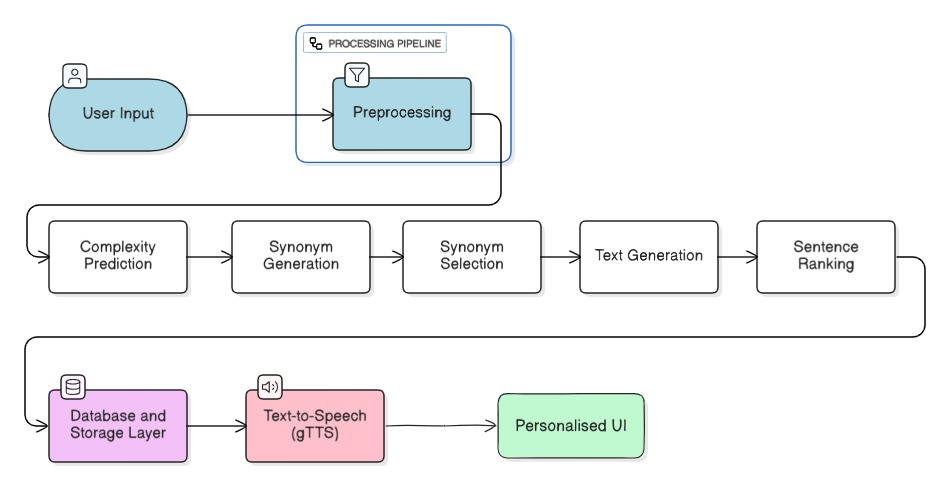 PROCESSING PIPELINE
User Input
Preprocessing
Complexity
Prediction
Synonym
Generation
Synonym
Selection
Text Generation
Sentence
Ranking
Database and
Storage Layer
Text-to-Speech
(gTTS)
Personalised UI